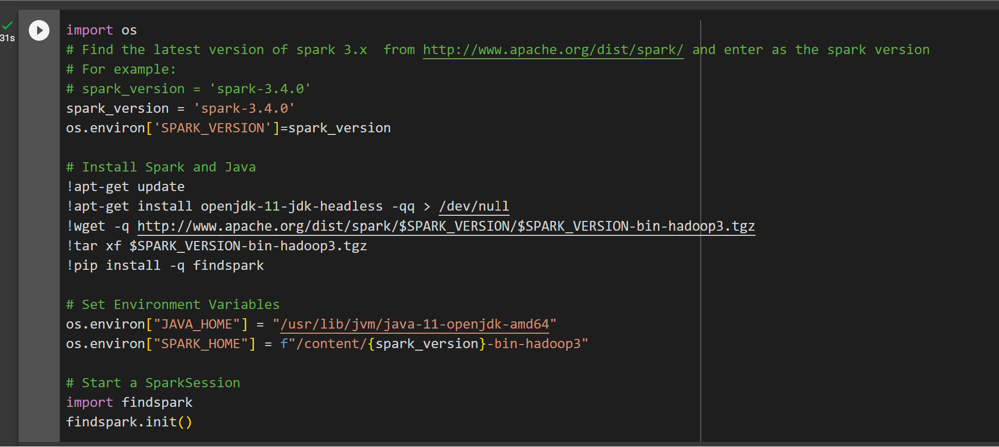 31s
import os
# Find the latest version of spark 3.x  from http://www.apache.org/dist/spark/ and enter as the spark version
# For example:
# spark_version = 'spark-3.4.0'
spark_version = 'spark-3.4.0'
os.environ['SPARK_VERSION']=spark_version

# Install Spark and Java
!apt-get update
!apt-get install openjdk-11-jdk-headless -qq > /dev/null
!wget -q http://www.apache.org/dist/spark/$SPARK_VERSION/$SPARK_VERSION-bin-hadoop3.tgz
!tar xf $SPARK_VERSION-bin-hadoop3.tgz
!pip install -q findspark

# Set Environment Variables
os.environ["JAVA_HOME"] = "/usr/lib/jvm/java-11-openjdk-amd64"
os.environ["SPARK_HOME"] = f"/content/{spark_version}-bin-hadoop3"

# Start a SparkSession
import findspark
findspark.init()